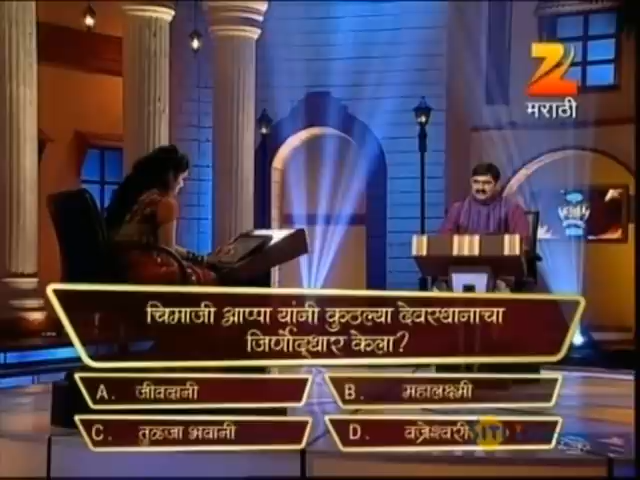 मराठी
चिमाजी आप्पा यांनी कुठल्या देवस्थानाचा
जिर्णोद्धार केला?
A. जीवदानी
B. महालक्ष्मी
C. तुळजा भवानी
D. वज्रेश्वरी